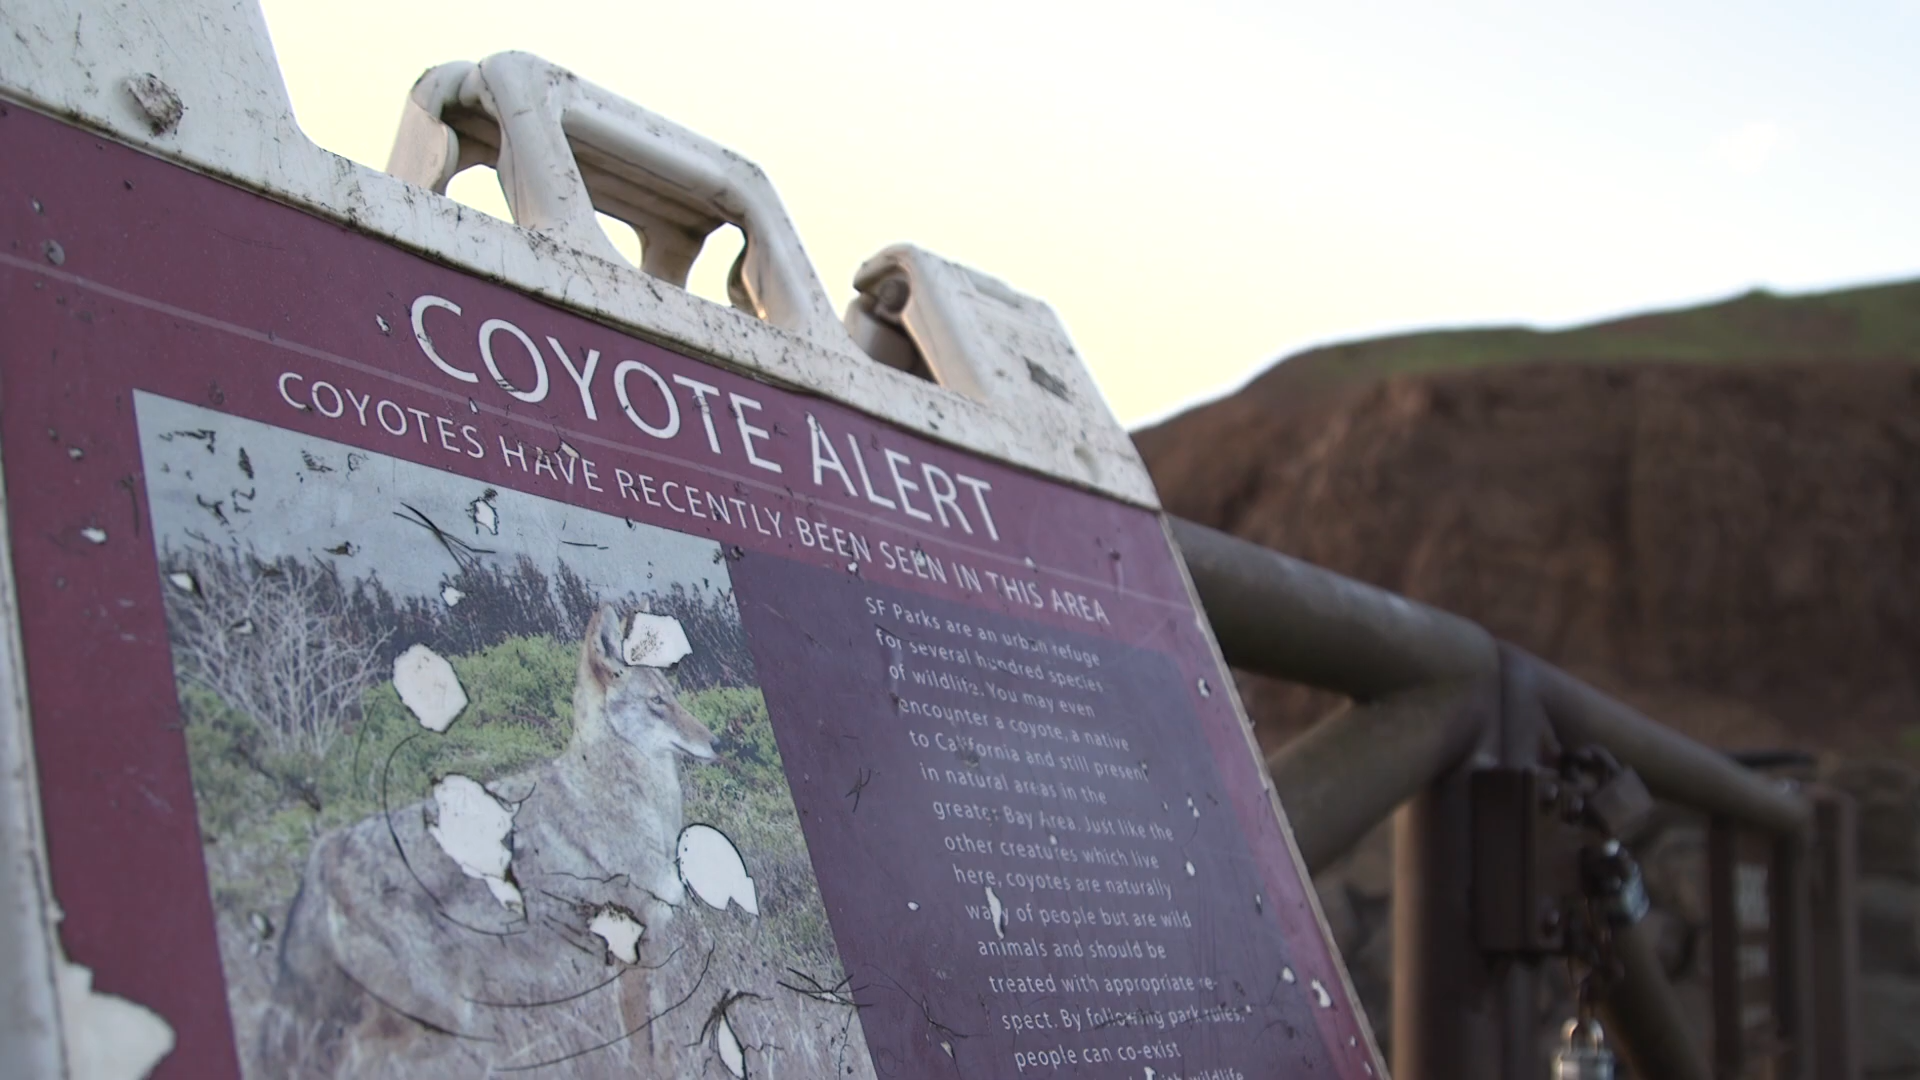 COYOTE ALERT
COYOTES HAVE RECENTLY BEEN SEEN IN THIS AREA
SF Parks are an urban refuge
for several hundred species
of wildlife. You may even
encounter a coyote, a native
to California and still present
in natural areas in the
greater Bay Area. Just like the
other creatures which live
here, coyotes are naturally
wary of people but are wild
animals and should be
treated with appropriate re-
spect. By following park rules,
people can co-exist
with wildlife